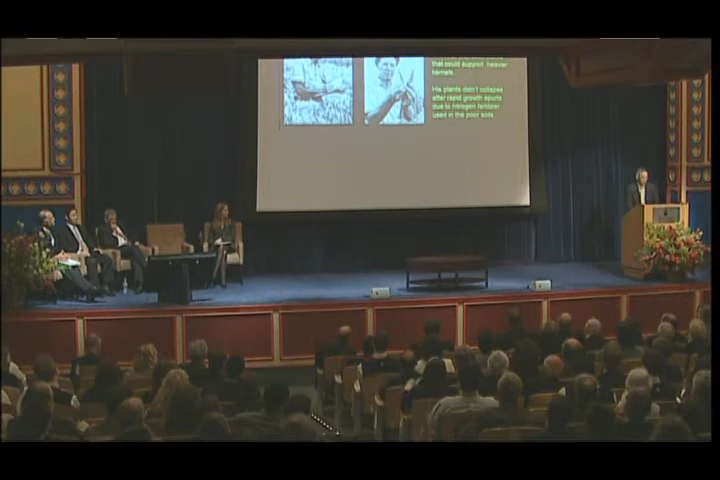 that could support heavier
kernels.
His plants didn't collapse
after rapid growth spurts
due to nitrogen fertilizer
used in the poor soils.